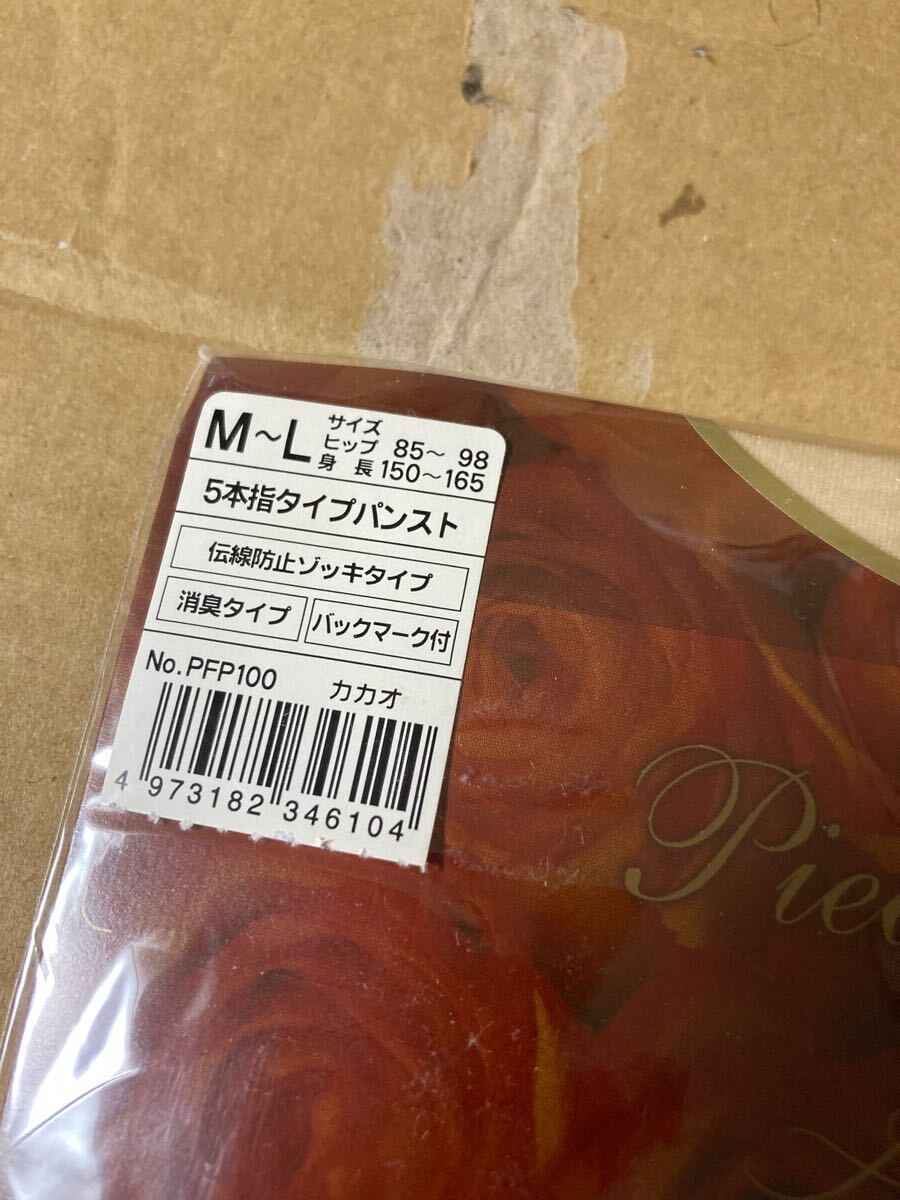 M～L サイズ
ヒップ 85～ 98
身 長 150～165
5本指タイプパンスト
伝線防止ゾッキタイプ
消臭タイプ バックマーク付
No.PFP100 カカオ
4 973182 346104